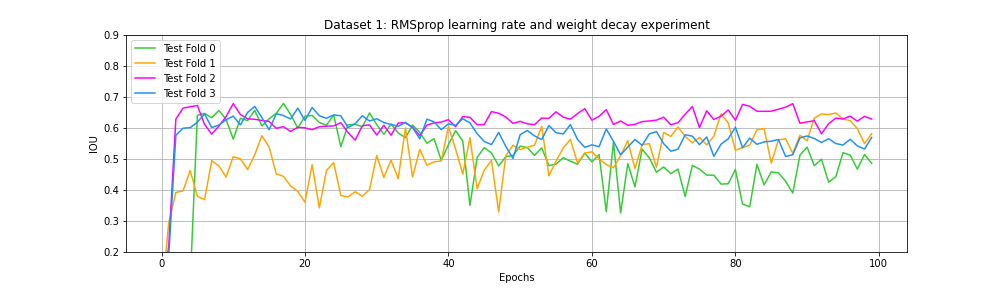 Dataset 1: RMSprop learning rate and weight decay experiment
0.9
0.8
0.7
0.6
0.5
0.4
0.3
0.2
IOU
Test Fold 0
Test Fold 1
Test Fold 2
Test Fold 3
0 20 40 60 80 100
Epochs